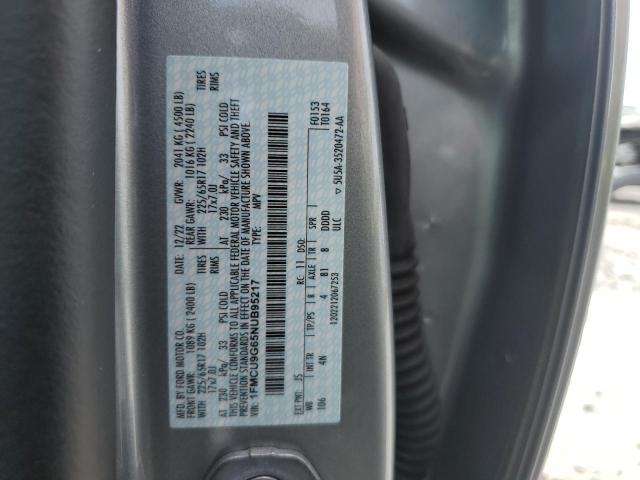 MFD. BY FORD MOTOR CO.
DATE: 12/22 GVWR: 2041 KG ( 4500 LB)
FRONT GAWR: 1089 KG ( 2400 LB) REAR GAWR: 1016 KG ( 2240 LB)
225/65R17 102H TIRES WITH 225/65R17 102H TIRES
17x7.0J RIMS 17x7.0J RIMS
AT 230 kPa/ 33 PSI COLD AT 230 kPa/ 33 PSI COLD
THIS VEHICLE CONFORMS TO ALL APPLICABLE FEDERAL MOTOR VEHICLE SAFETY AND THEFT
PREVENTION STANDARDS IN EFFECT ON THE DATE OF MANUFACTURE SHOWN ABOVE.
VIN: 1FMCU9G65NUB95217 TYPE: MPV
EXT PNT: JS RC: 11 DSO: F0153
T0164
WB INT TR TP/PS R AXLE TR SPR
106 4N 4 81 8 DDDD
1202212067253 ULC ▽ 5U5A-3520472-AA